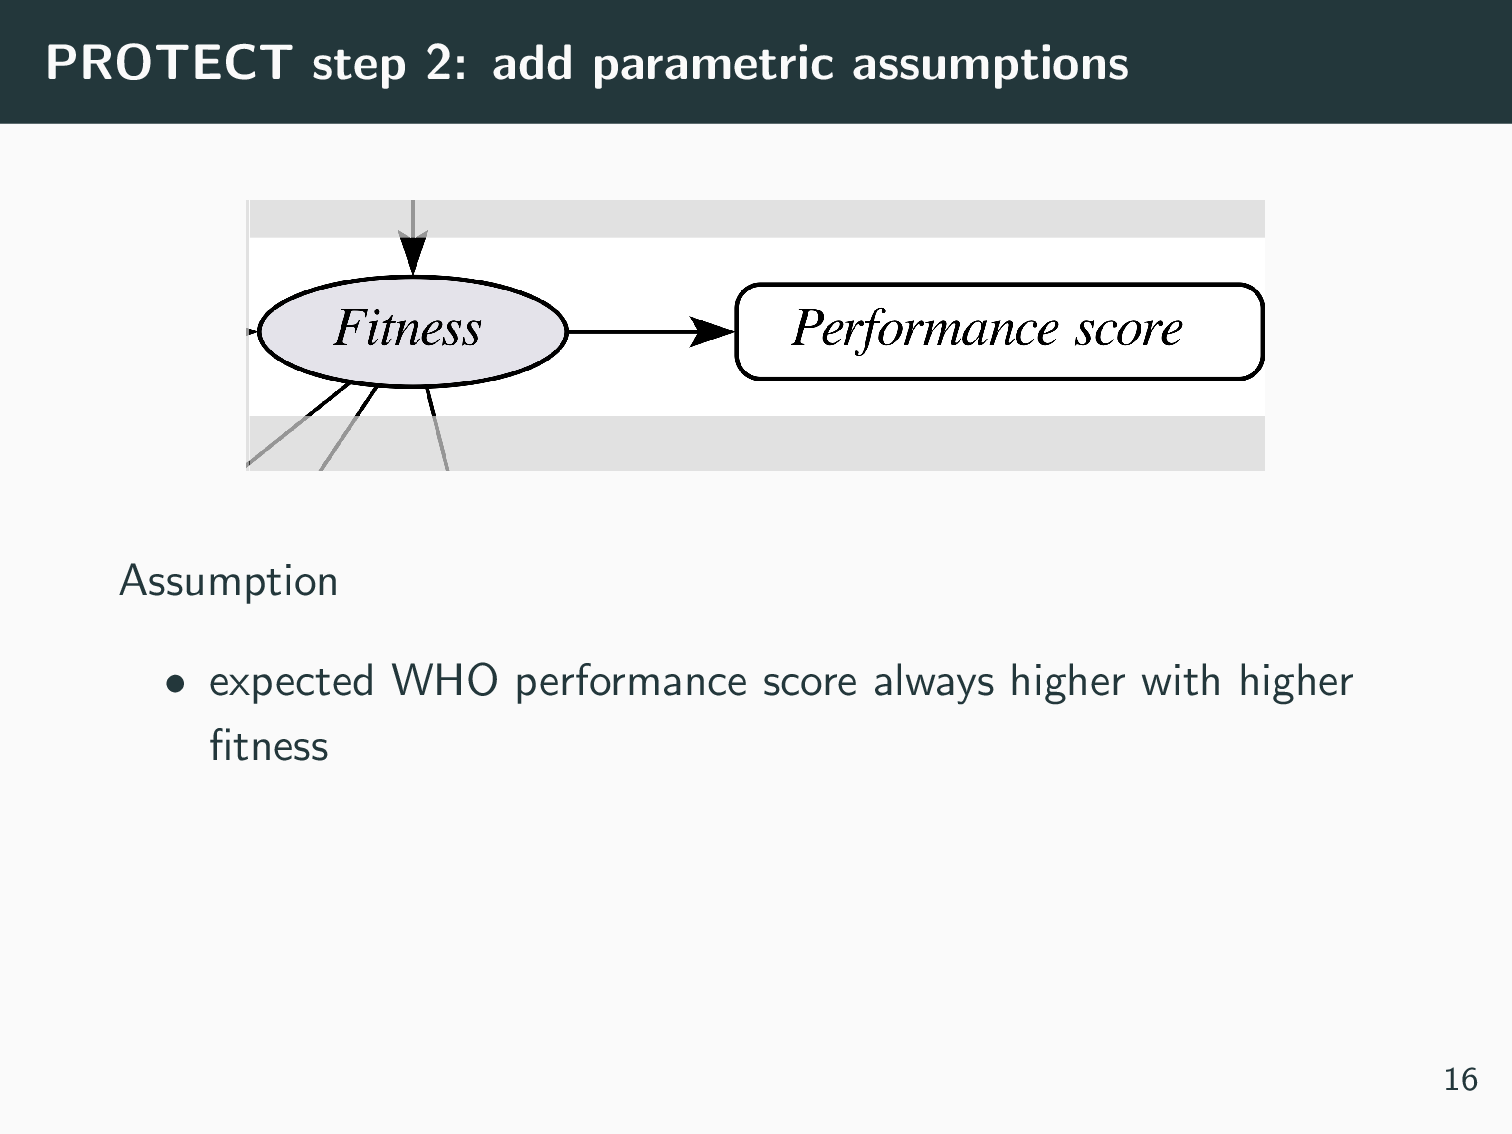 PROTECT step 2: add parametric assumptions
Fitness
Performance score
Assumption
• expected WHO performance score always higher with higher
fitness
16